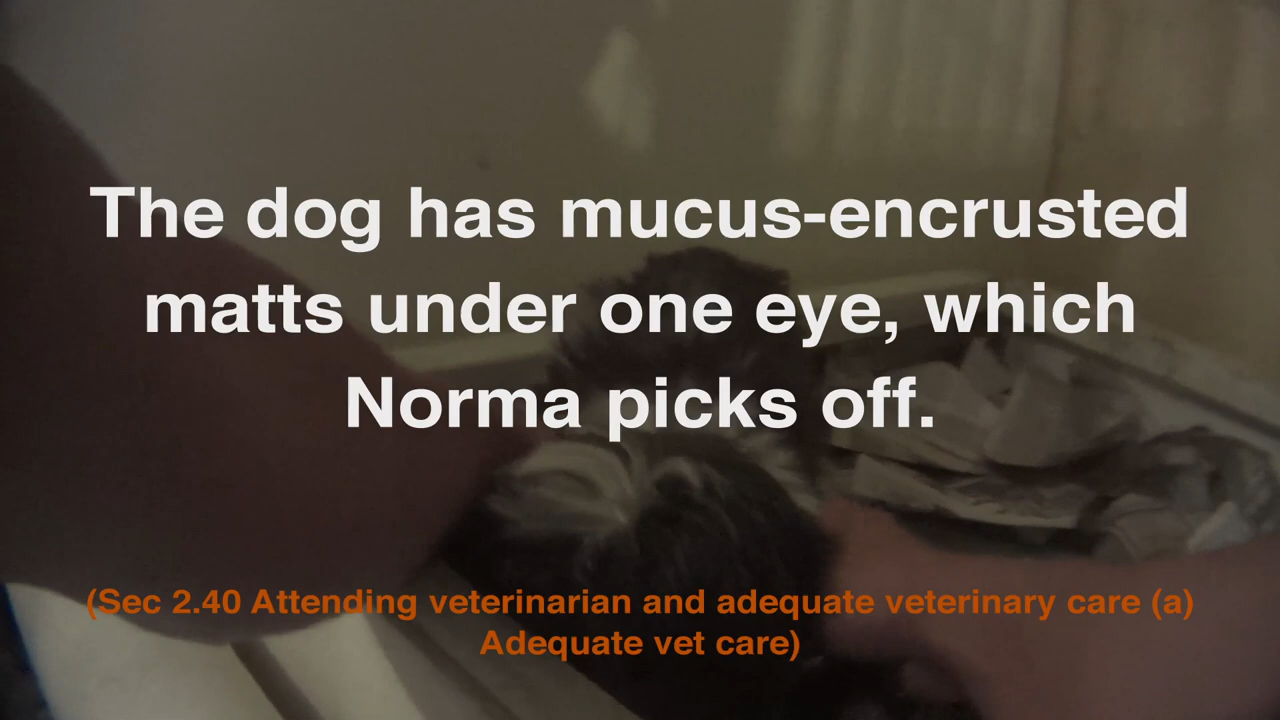 The dog has mucus-encrusted
matts under one eye, which
Norma picks off.
(Sec 2.40 Attending veterinarian and adequate veterinary care (a)
Adequate vet care)